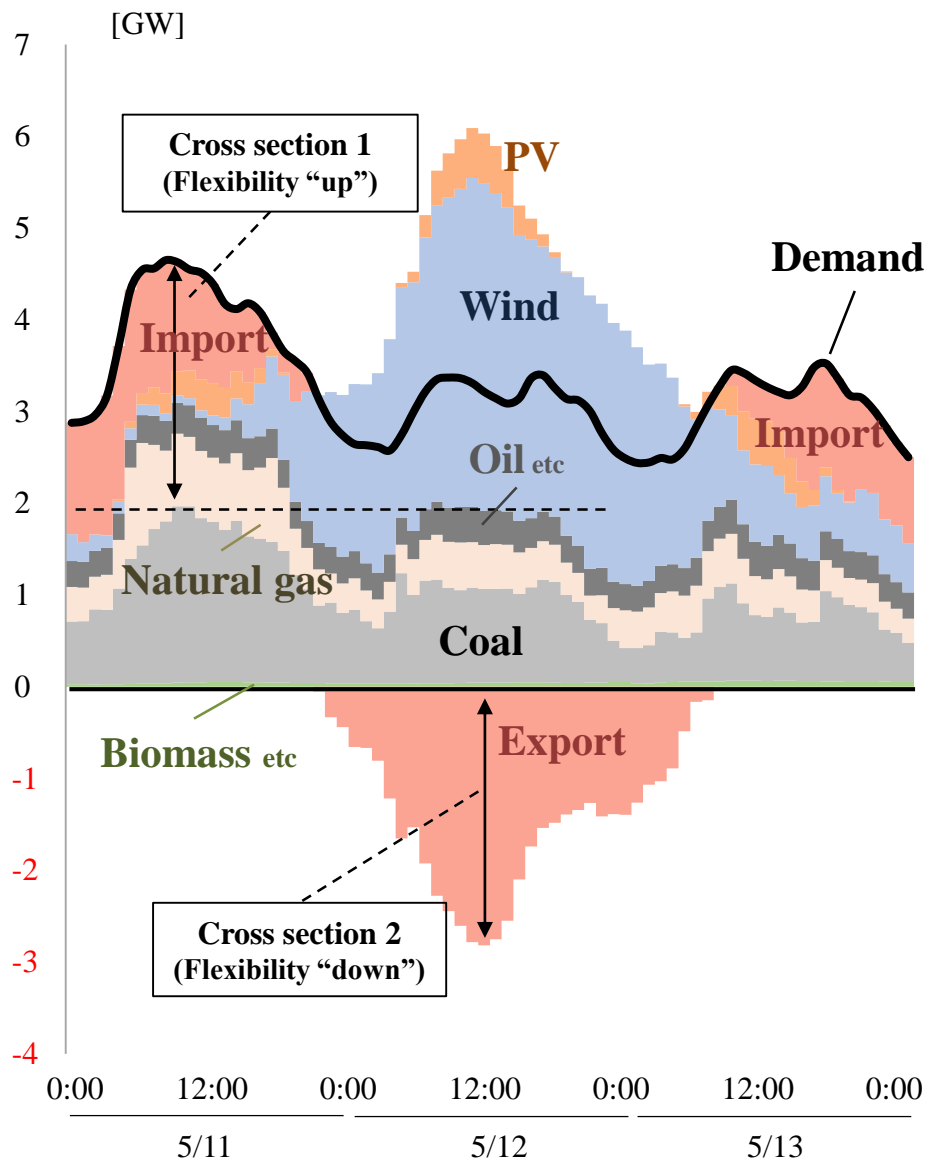 [GW]
7
6
5
4
3
2
1
0
-1
-2
-3
-4
Cross section 1
(Flexibility “up”)
PV
Demand
Import
Wind
Import
Oil etc
Natural gas
Coal
Biomass etc
Export
Cross section 2
(Flexibility “down”)
0:00 12:00 0:00 12:00 0:00 12:00 0:00
5/11 5/12 5/13